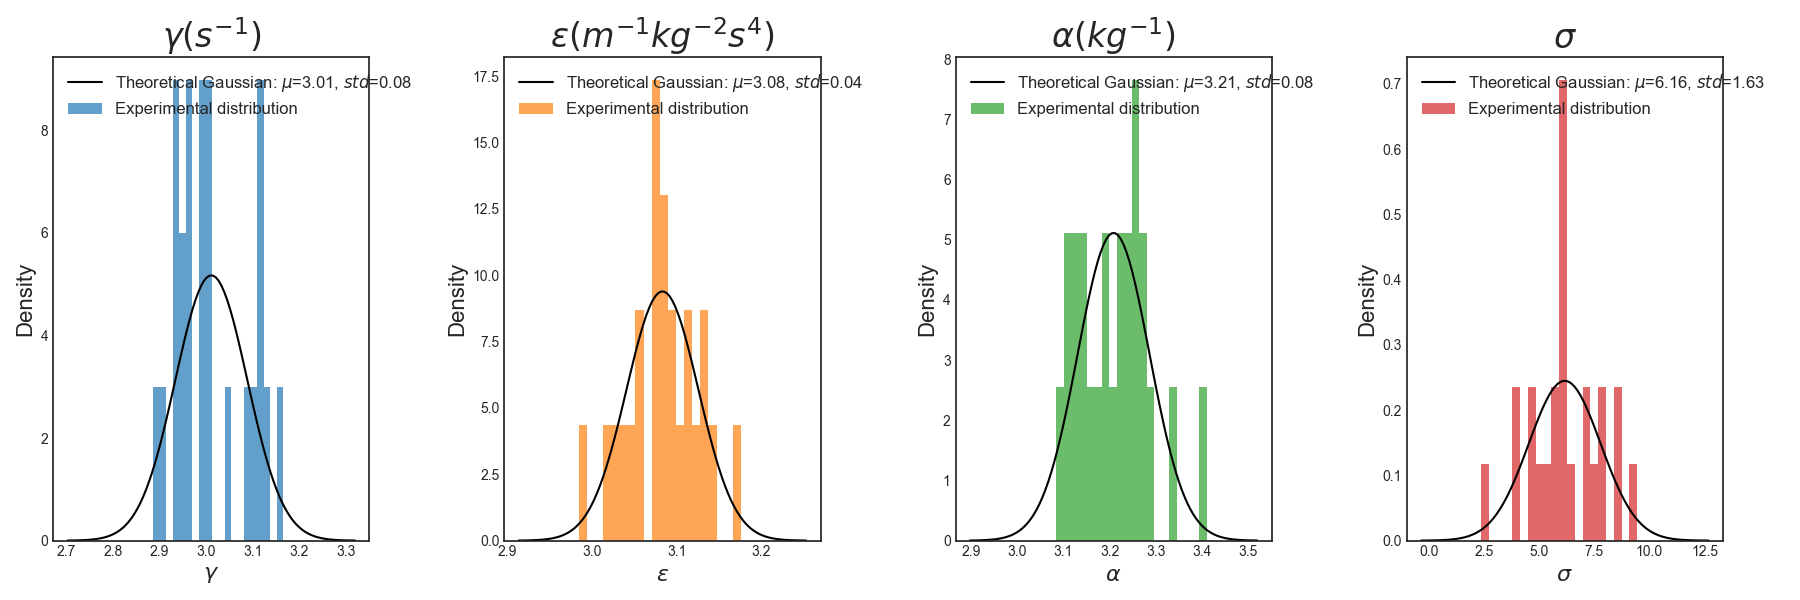 γ(s⁻¹)
Theoretical Gaussian: μ=3.01, std=0.08
Experimental distribution
Density
8
6
4
2
0
2.7 2.8 2.9 3.0 3.1 3.2 3.3
γ
ε(m⁻¹kg⁻²s⁴)
Theoretical Gaussian: μ=3.08, std=0.04
Experimental distribution
Density
17.5
15.0
12.5
10.0
7.5
5.0
2.5
0.0
2.9 3.0 3.1 3.2
ε
α(kg⁻¹)
Theoretical Gaussian: μ=3.21, std=0.08
Experimental distribution
Density
8
7
6
5
4
3
2
1
0
2.9 3.0 3.1 3.2 3.3 3.4 3.5
α
σ
Theoretical Gaussian: μ=6.16, std=1.63
Experimental distribution
Density
0.7
0.6
0.5
0.4
0.3
0.2
0.1
0.0
0.0 2.5 5.0 7.5 10.0 12.5
σ